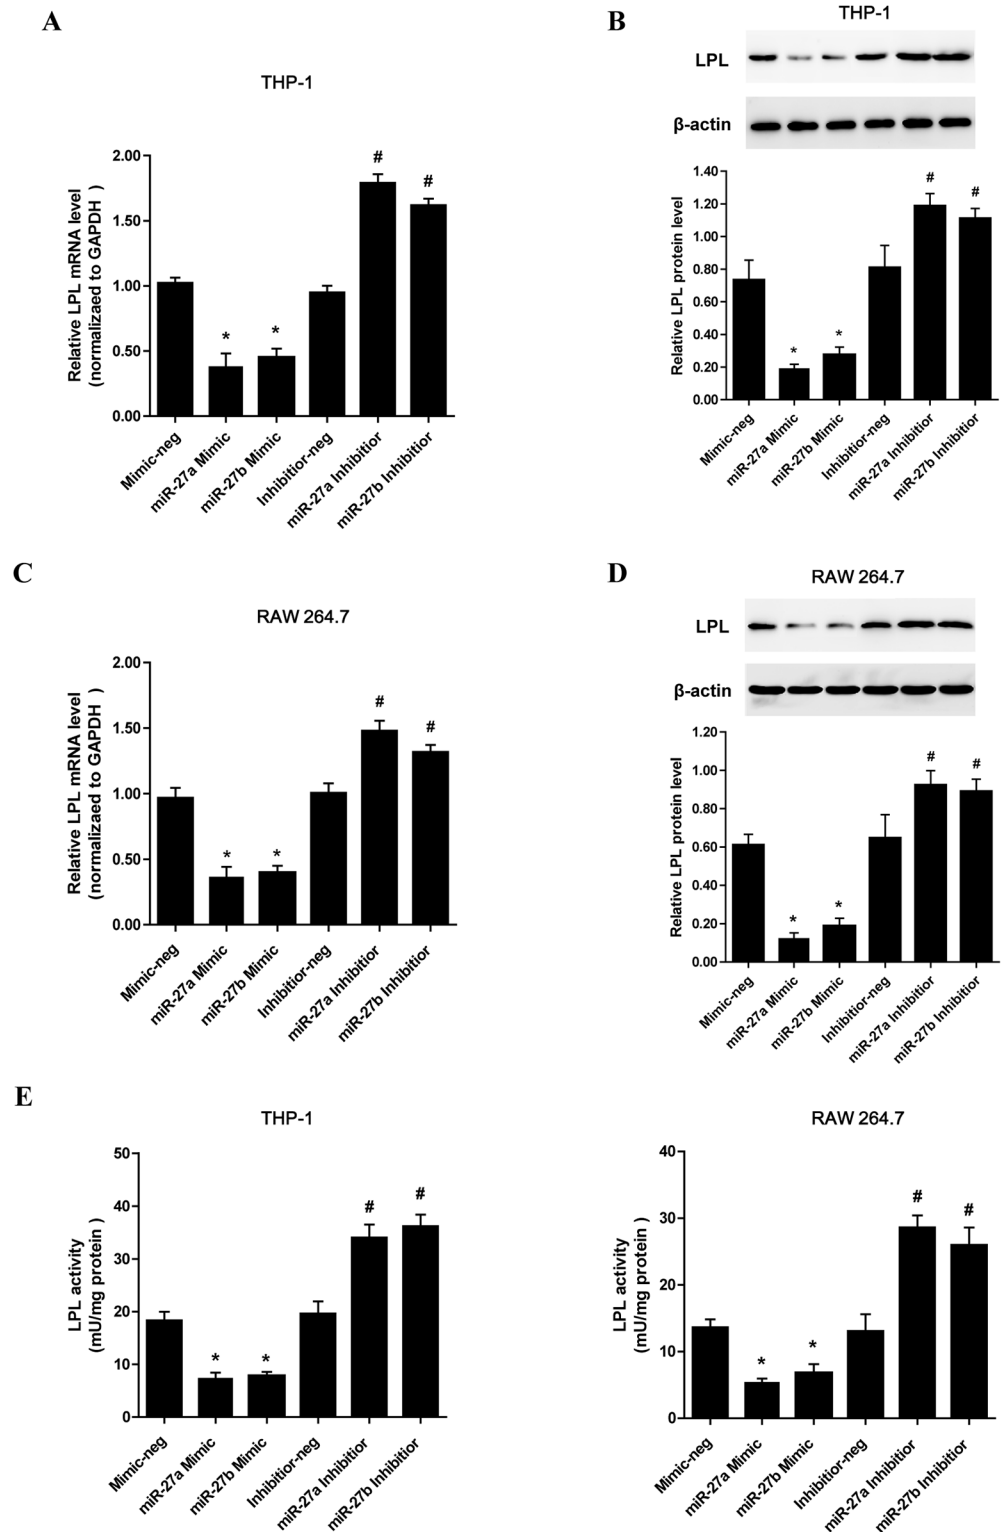 A
THP-1
Relative LPL mRNA level
(normalizaed to GAPDH )
2.00
1.50
1.00
0.50
0.00
*
*
#
#
Mimic-neg
miR-27a Mimic
miR-27b Mimic
Inhibitior-neg
miR-27a Inhibitior
miR-27b Inhibitior
B
THP-1
LPL
β-actin
Relative LPL protein level
1.40
1.20
1.00
0.80
0.60
0.40
0.20
0.00
*
*
#
#
Mimic-neg
miR-27a Mimic
miR-27b Mimic
Inhibitior-neg
miR-27a Inhibitior
miR-27b Inhibitior
C
RAW 264.7
Relative LPL mRNA level
(normalizaed to GAPDH )
2.00
1.50
1.00
0.50
0.00
*
*
#
#
Mimic-neg
miR-27a Mimic
miR-27b Mimic
Inhibitior-neg
miR-27a Inhibitior
miR-27b Inhibitior
D
RAW 264.7
LPL
β-actin
Relative LPL protein level
1.20
1.00
0.80
0.60
0.40
0.20
0.00
*
*
#
#
Mimic-neg
miR-27a Mimic
miR-27b Mimic
Inhibitior-neg
miR-27a Inhibitior
miR-27b Inhibitior
E
THP-1
LPL activity
(mU/mg protein )
50
40
30
20
10
0
*
*
#
#
Mimic-neg
miR-27a Mimic
miR-27b Mimic
Inhibitior-neg
miR-27a Inhibitior
miR-27b Inhibitior
RAW 264.7
LPL activity
(mU/mg protein )
40
30
20
10
0
*
*
#
#
Mimic-neg
miR-27a Mimic
miR-27b Mimic
Inhibitior-neg
miR-27a Inhibitior
miR-27b Inhibitior